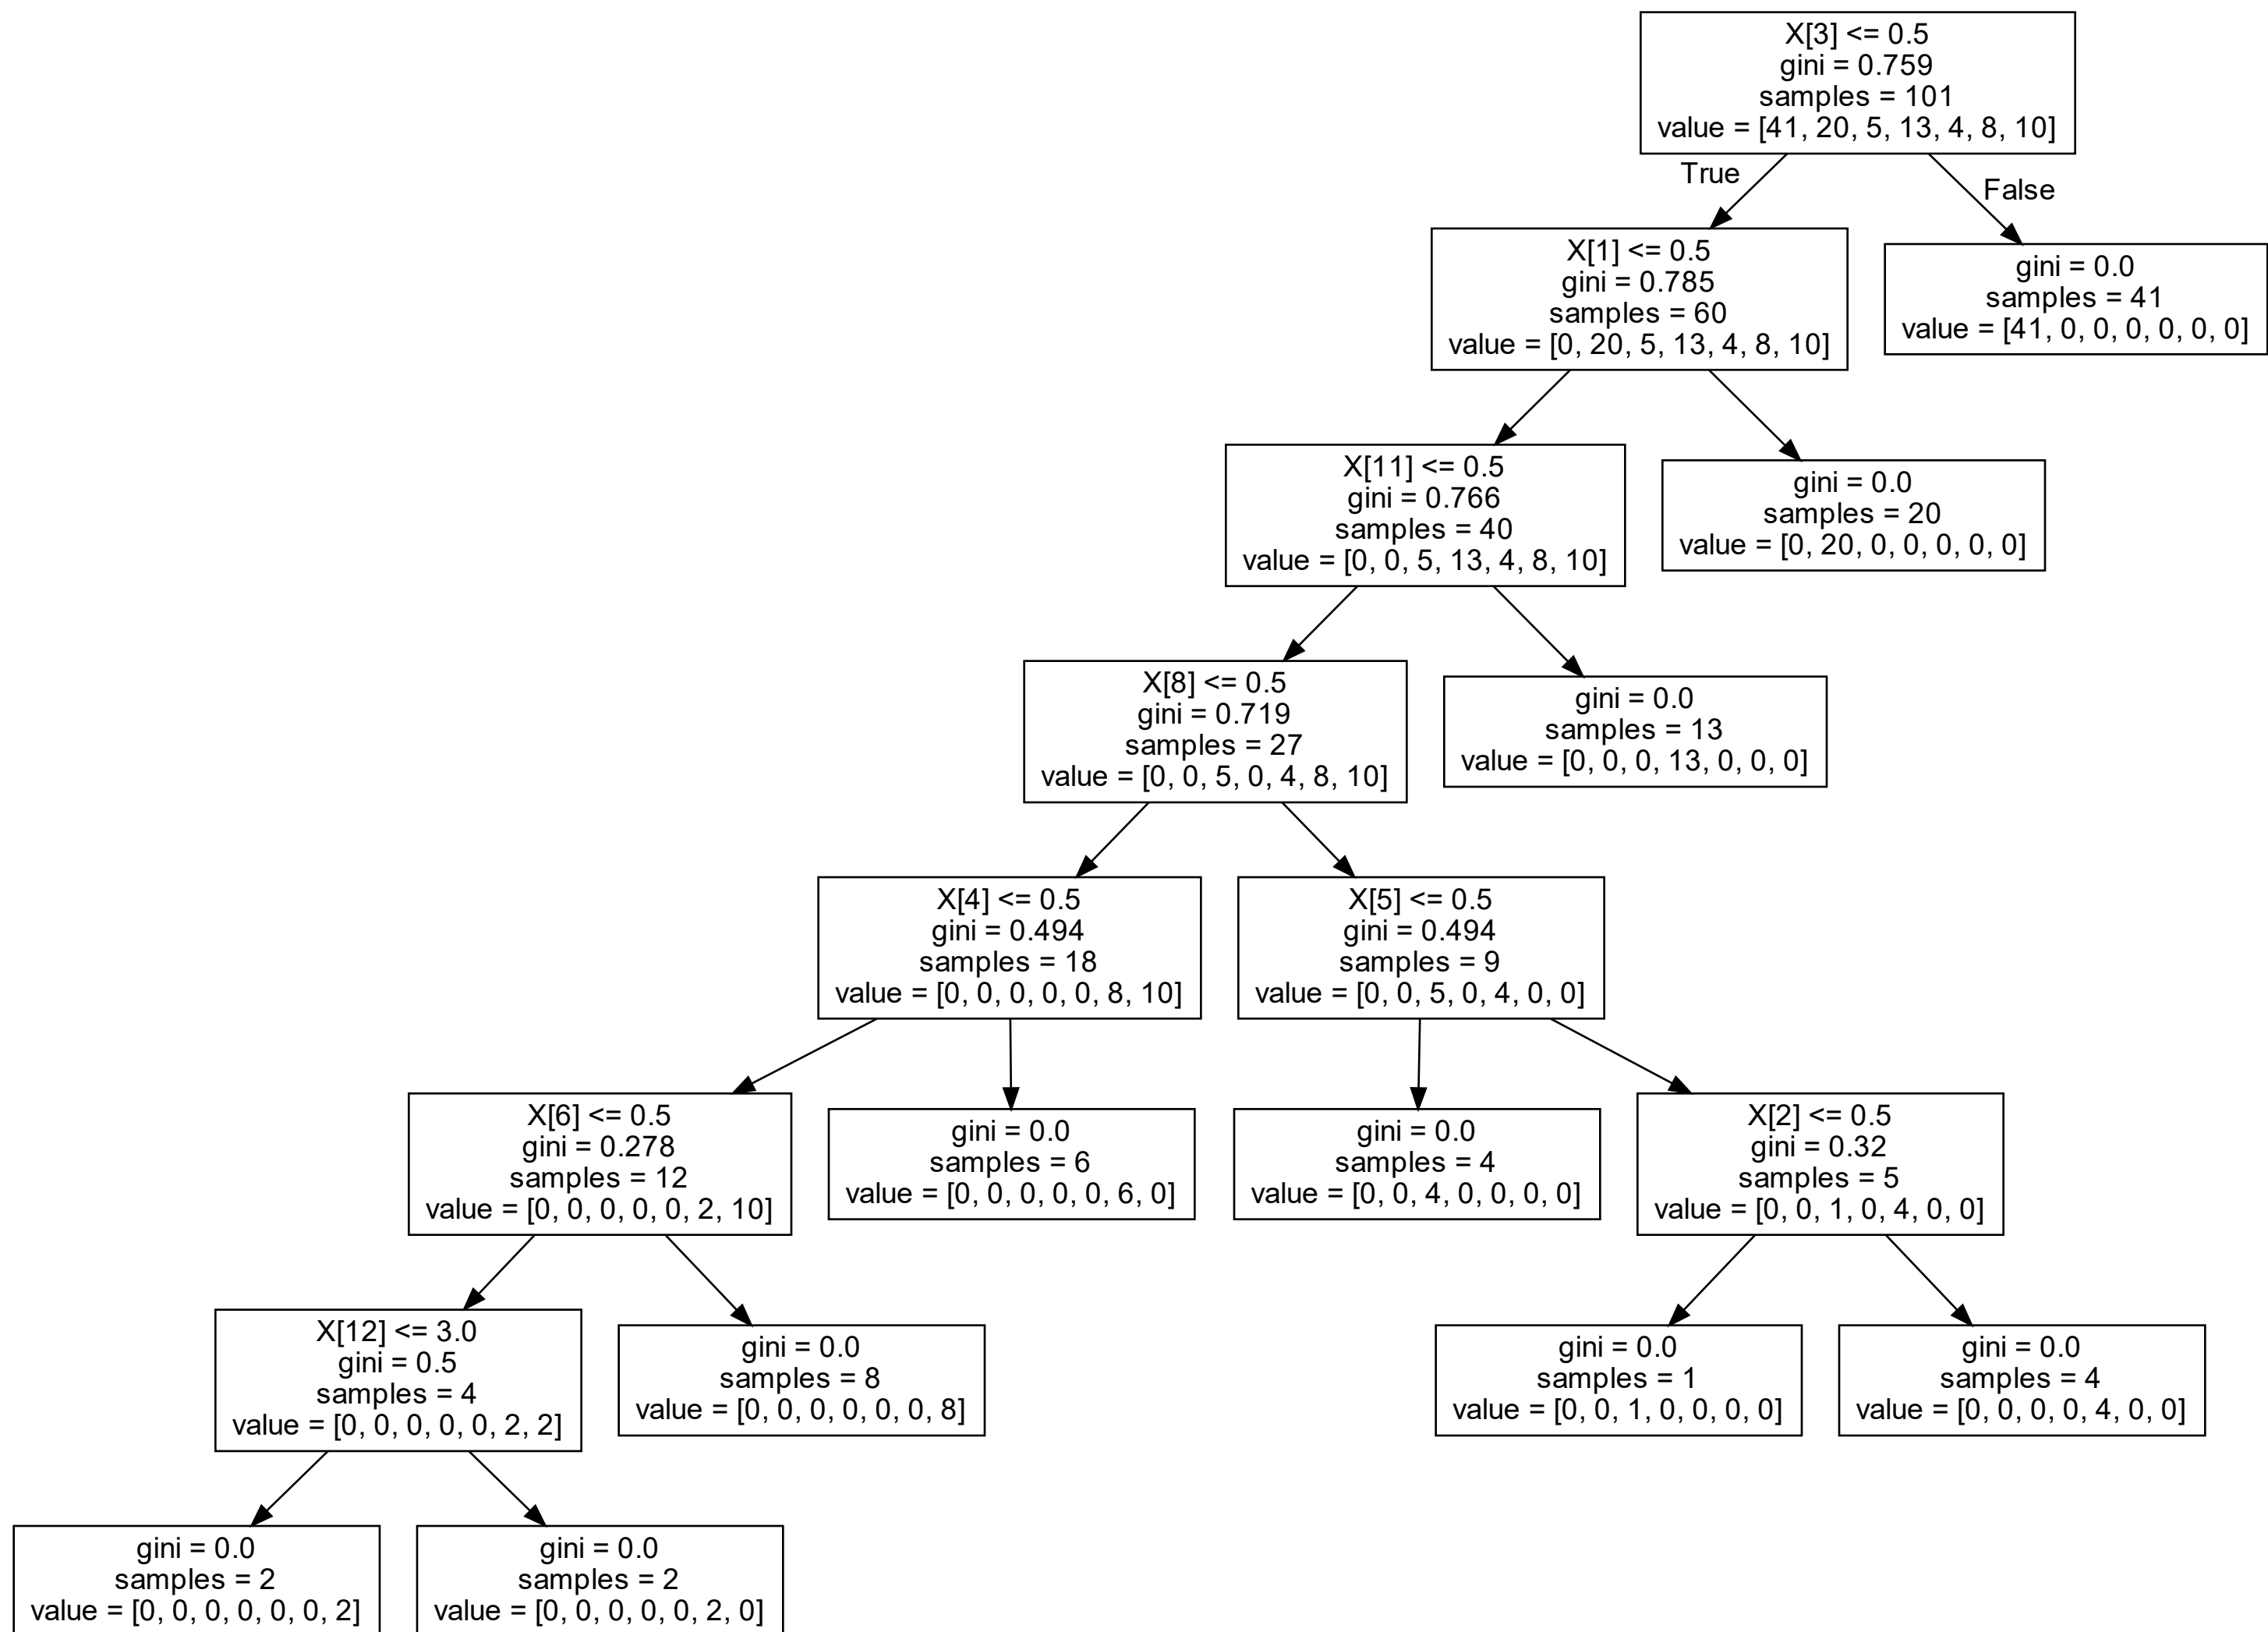 X[3] <= 0.5
gini = 0.759
samples = 101
value = [41, 20, 5, 13, 4, 8, 10]
True
False
X[1] <= 0.5
gini = 0.785
samples = 60
value = [0, 20, 5, 13, 4, 8, 10]
gini = 0.0
samples = 41
value = [41, 0, 0, 0, 0, 0, 0]
X[11] <= 0.5
gini = 0.766
samples = 40
value = [0, 0, 5, 13, 4, 8, 10]
gini = 0.0
samples = 20
value = [0, 20, 0, 0, 0, 0, 0]
X[8] <= 0.5
gini = 0.719
samples = 27
value = [0, 0, 5, 0, 4, 8, 10]
gini = 0.0
samples = 13
value = [0, 0, 0, 13, 0, 0, 0]
X[4] <= 0.5
gini = 0.494
samples = 18
value = [0, 0, 0, 0, 0, 8, 10]
X[5] <= 0.5
gini = 0.494
samples = 9
value = [0, 0, 5, 0, 4, 0, 0]
X[6] <= 0.5
gini = 0.278
samples = 12
value = [0, 0, 0, 0, 0, 2, 10]
gini = 0.0
samples = 6
value = [0, 0, 0, 0, 0, 6, 0]
gini = 0.0
samples = 4
value = [0, 0, 4, 0, 0, 0, 0]
X[2] <= 0.5
gini = 0.32
samples = 5
value = [0, 0, 1, 0, 4, 0, 0]
X[12] <= 3.0
gini = 0.5
samples = 4
value = [0, 0, 0, 0, 0, 2, 2]
gini = 0.0
samples = 8
value = [0, 0, 0, 0, 0, 0, 8]
gini = 0.0
samples = 1
value = [0, 0, 1, 0, 0, 0, 0]
gini = 0.0
samples = 4
value = [0, 0, 0, 0, 4, 0, 0]
gini = 0.0
samples = 2
value = [0, 0, 0, 0, 0, 0, 2]
gini = 0.0
samples = 2
value = [0, 0, 0, 0, 0, 2, 0]